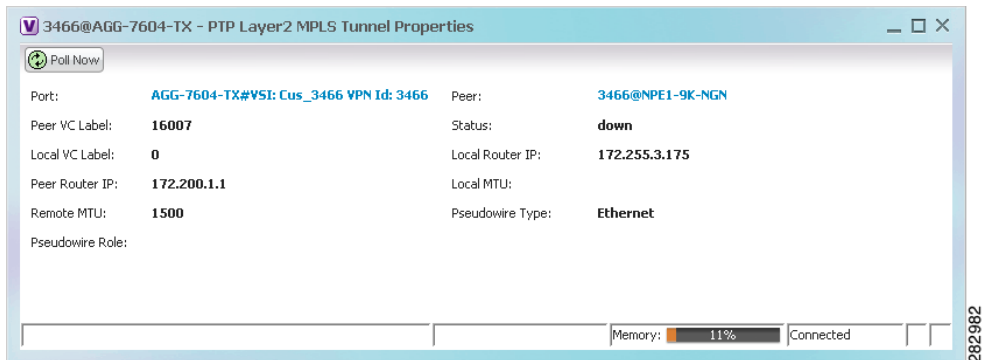 3466@AGG-7604-TX - PTP Layer2 MPLS Tunnel Properties
Poll Now
Port: AGG-7604-TX#VSI: Cus_3466 VPN Id: 3466 Peer: 3466@NPE1-9K-NGN
Peer VC Label: 16007 Status: down
Local VC Label: 0 Local Router IP: 172.255.3.175
Peer Router IP: 172.200.1.1 Local MTU:
Remote MTU: 1500 Pseudowire Type: Ethernet
Pseudowire Role:
Memory: 11% Connected
282982